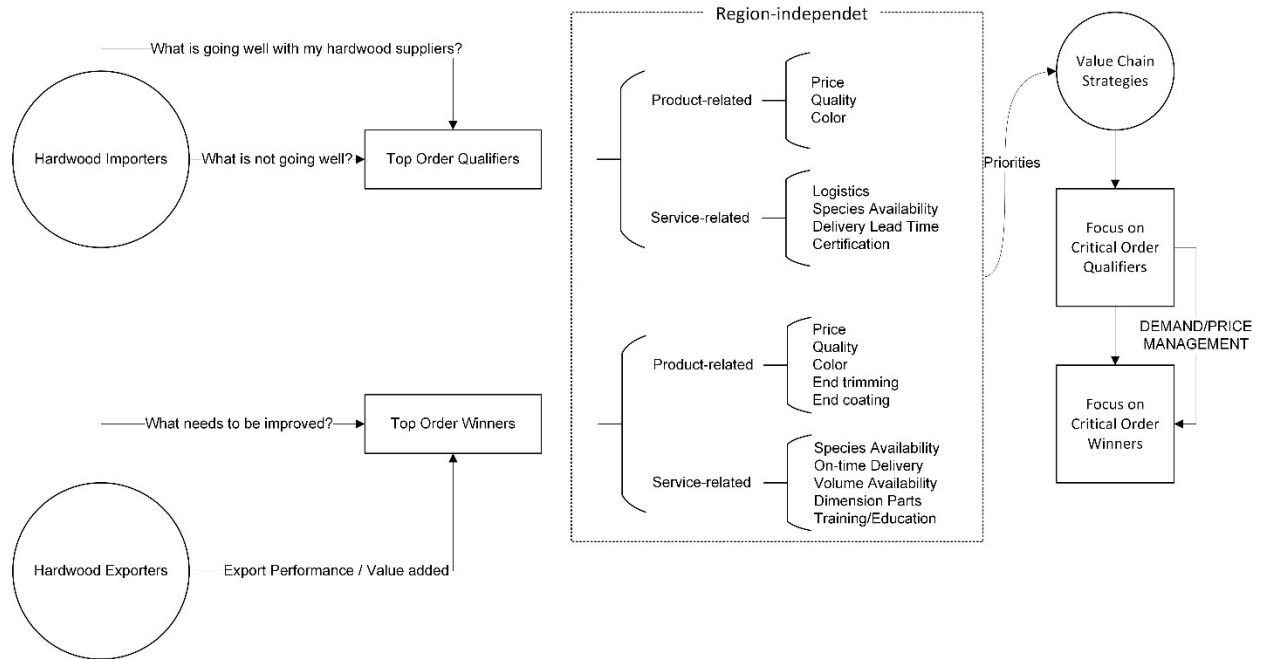 Region-independet
What is going well with my hardwood suppliers?
Hardwood Importers
What is not going well?
Top Order Qualifiers
Product-related
Price
Quality
Color
Service-related
Logistics
Species Availability
Delivery Lead Time
Certification
What needs to be improved?
Top Order Winners
Hardwood Exporters
Export Performance / Value added
Product-related
Price
Quality
Color
End trimming
End coating
Service-related
Species Availability
On-time Delivery
Volume Availability
Dimension Parts
Training/Education
Priorities
Value Chain
Strategies
Focus on
Critical Order
Qualifiers
DEMAND/PRICE
MANAGEMENT
Focus on
Critical Order
Winners